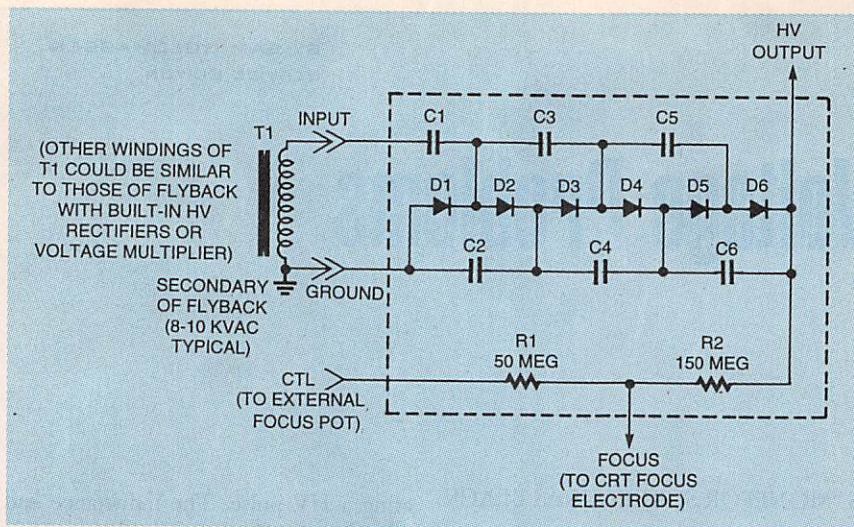 HV
OUTPUT
INPUT
T1
C1
C3
C5
(OTHER WINDINGS OF
T1 COULD BE SIMILAR
TO THOSE OF FLYBACK
WITH BUILT-IN HV
RECTIFIERS OR
VOLTAGE MULTIPLIER)
D1
D2
D3
D4
D5
D6
C2
C4
C6
SECONDARY
OF FLYBACK
(8-10 KVAC
TYPICAL)
GROUND
R1
50 MEG
R2
150 MEG
CTL
(TO EXTERNAL
FOCUS POT)
FOCUS
(TO CRT FOCUS
ELECTRODE)